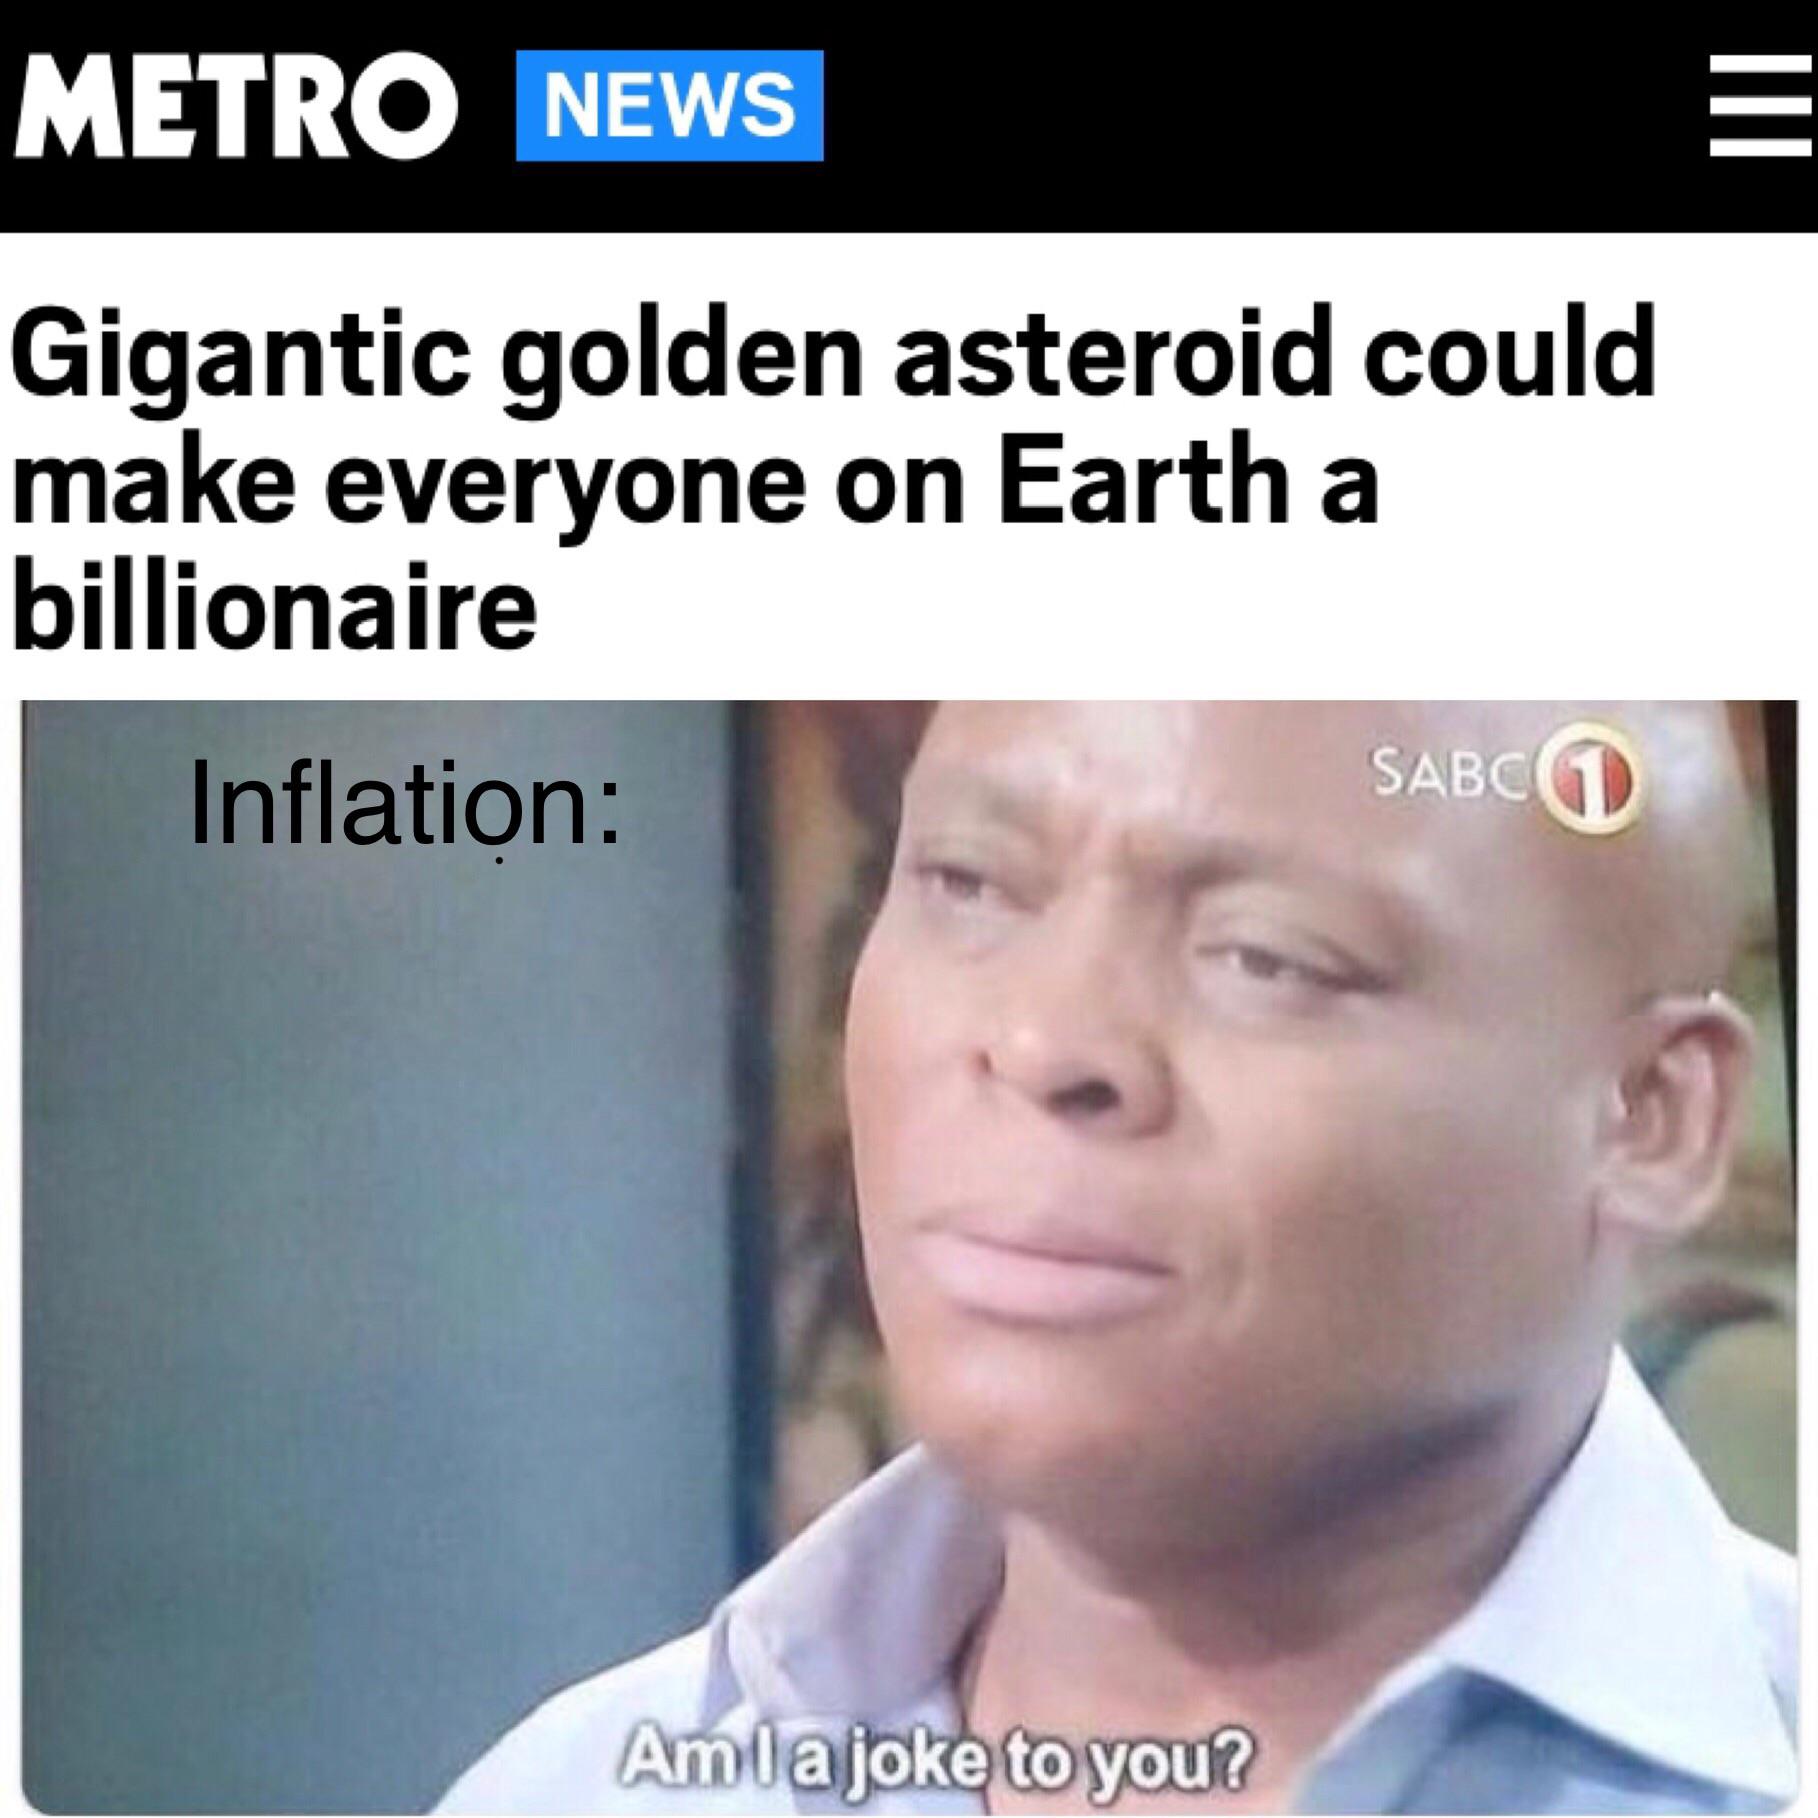 METRO NEWS
Gigantic golden asteroid could
make everyone on Earth a
billionaire
Inflation:
SABC 1
Am I a joke to you?